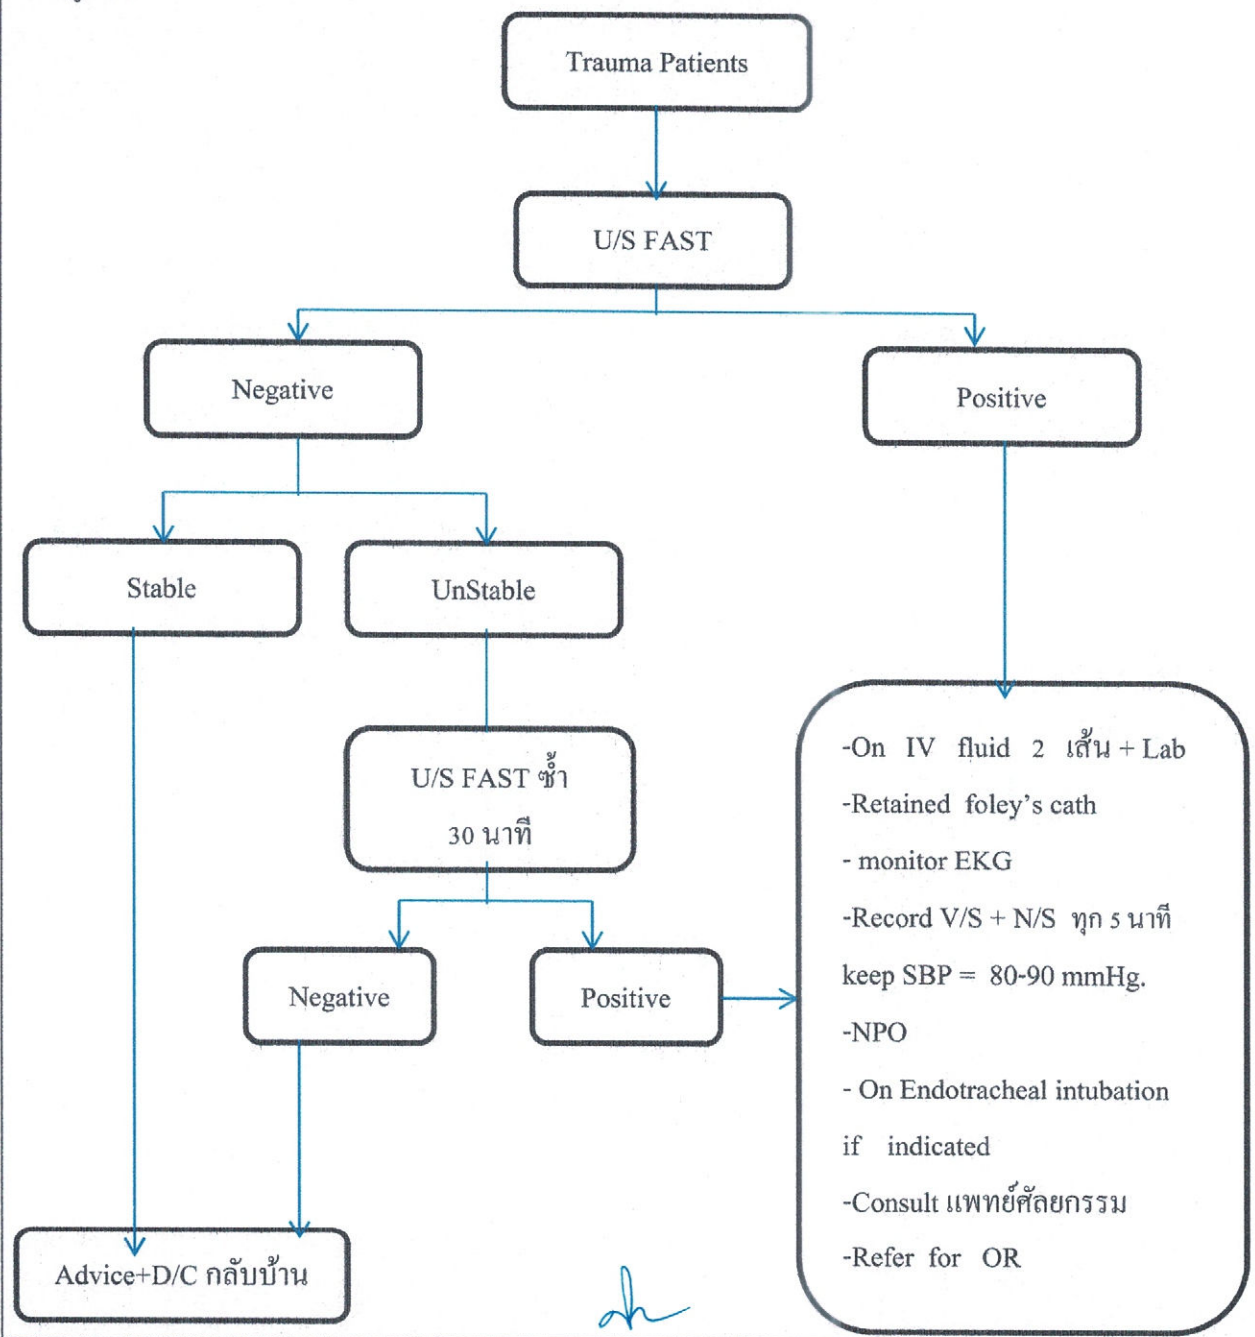 Trauma Patients
U/S FAST
Negative
Positive
Stable
UnStable
U/S FAST ซ้ำ
30 นาที
Negative
Positive
-On IV fluid 2 เส้น + Lab
-Retained foley's cath
- monitor EKG
-Record V/S + N/S ทุก 5 นาที
keep SBP = 80-90 mmHg.
-NPO
- On Endotracheal intubation
if indicated
-Consult แพทย์ศัลยกรรม
-Refer for OR
Advice+D/C กลับบ้าน